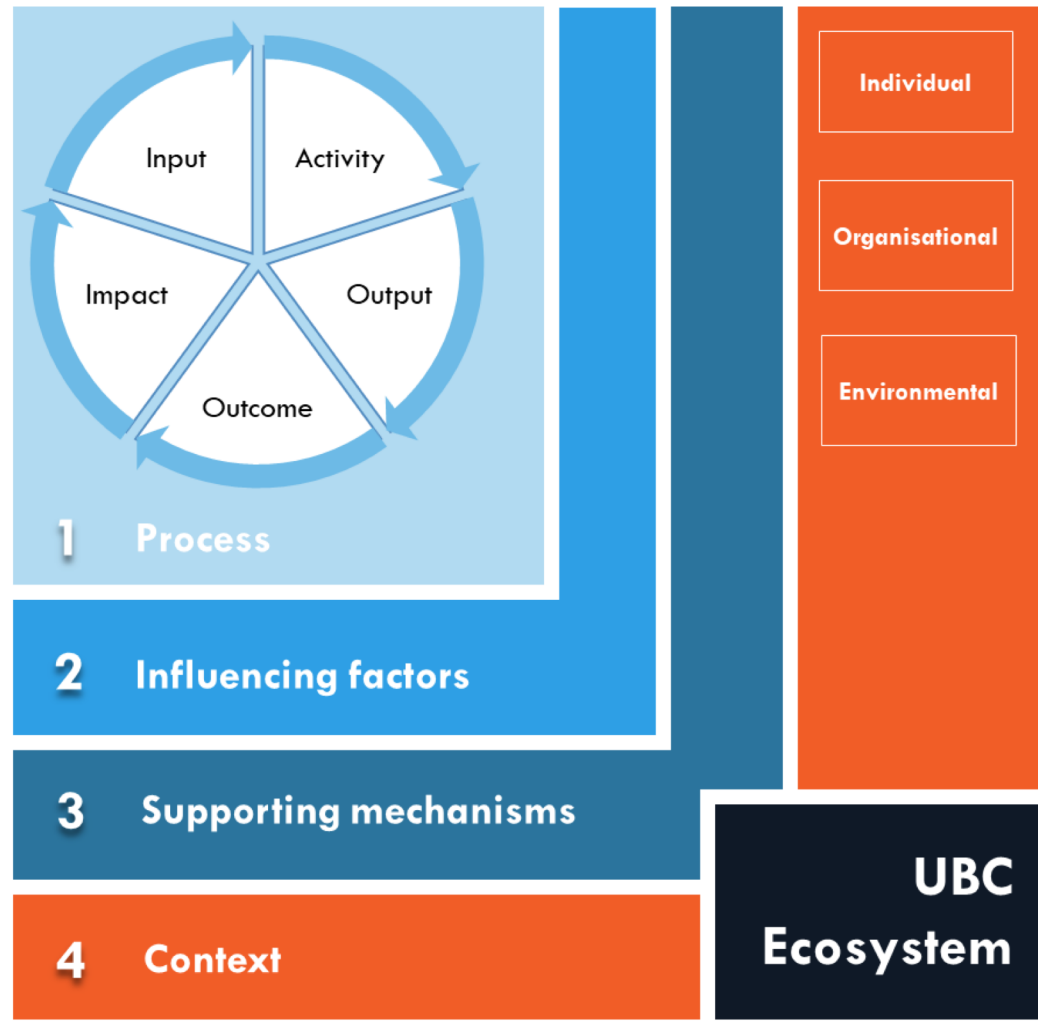 Input
Activity
Output
Outcome
Impact
1 Process
2 Influencing factors
3 Supporting mechanisms
4 Context
Individual
Organisational
Environmental
UBC
Ecosystem